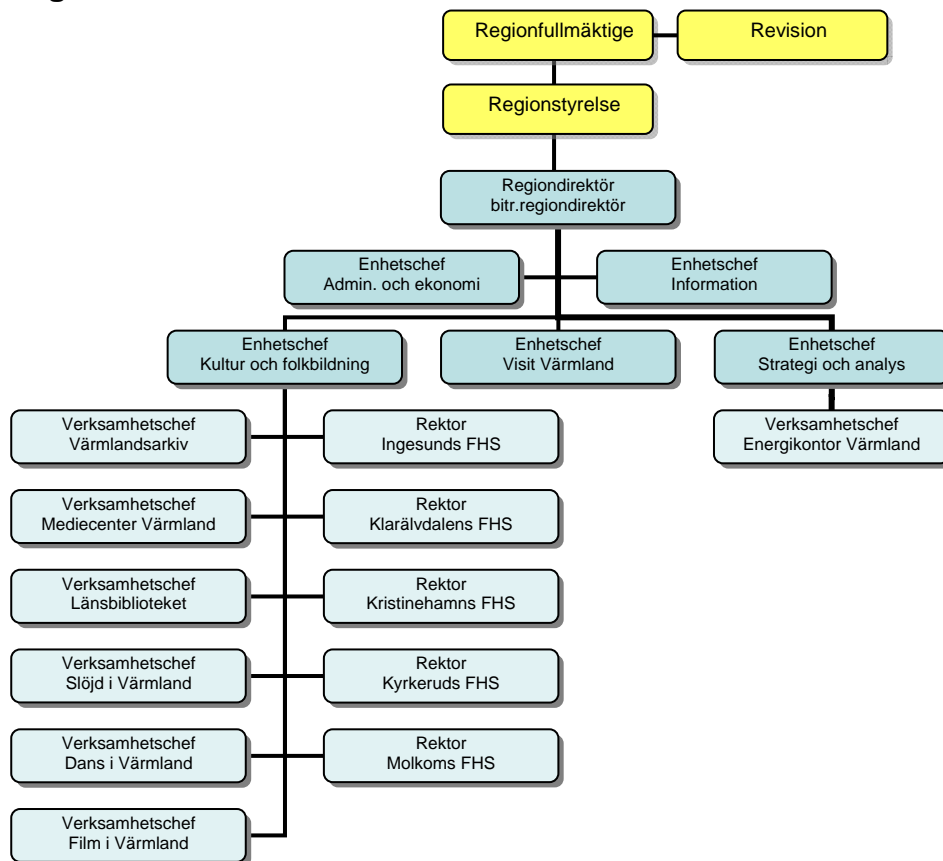 Regionfullmäktige
Revision
Regionstyrelse
Regiondirektör
bitr.regiondirektör
Enhetschef
Admin. och ekonomi
Enhetschef
Information
Enhetschef
Kultur och folkbildning
Enhetschef
Visit Värmland
Enhetschef
Strategi och analys
Verksamhetschef
Värmlandsarkiv
Rektor
Ingesunds FHS
Verksamhetschef
Energikontor Värmland
Verksamhetschef
Mediecenter Värmland
Rektor
Klarälvdalens FHS
Verksamhetschef
Länsbiblioteket
Rektor
Kristinehamns FHS
Verksamhetschef
Slöjd i Värmland
Rektor
Kyrkeruds FHS
Verksamhetschef
Dans i Värmland
Rektor
Molkoms FHS
Verksamhetschef
Film i Värmland